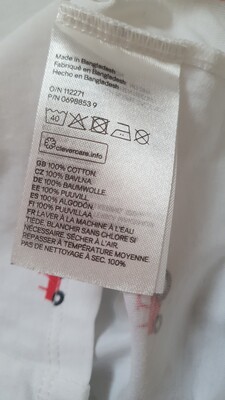 Made in Bangladesh
Fabriqué en Bangladesh
Hecho en Bangladesh
O/N 112271
P/N 0698853 9
40
clevercare.info
GB 100% COTTON.
CZ 100% BAVLNA.
DE 100% BAUMWOLLE.
EE 100% PUUVILL.
ES 100% ALGODÓN.
FI 100% PUUVILLAA.
FR LAVER À LA MACHINE À L'EAU
TIÈDE, BLANCHIR SANS CHLORE SI
NÉCESSAIRE. SÉCHER À L'AIR.
REPASSER À TEMPÉRATURE MOYENNE.
PAS DE NETTOYAGE À SEC. 100%